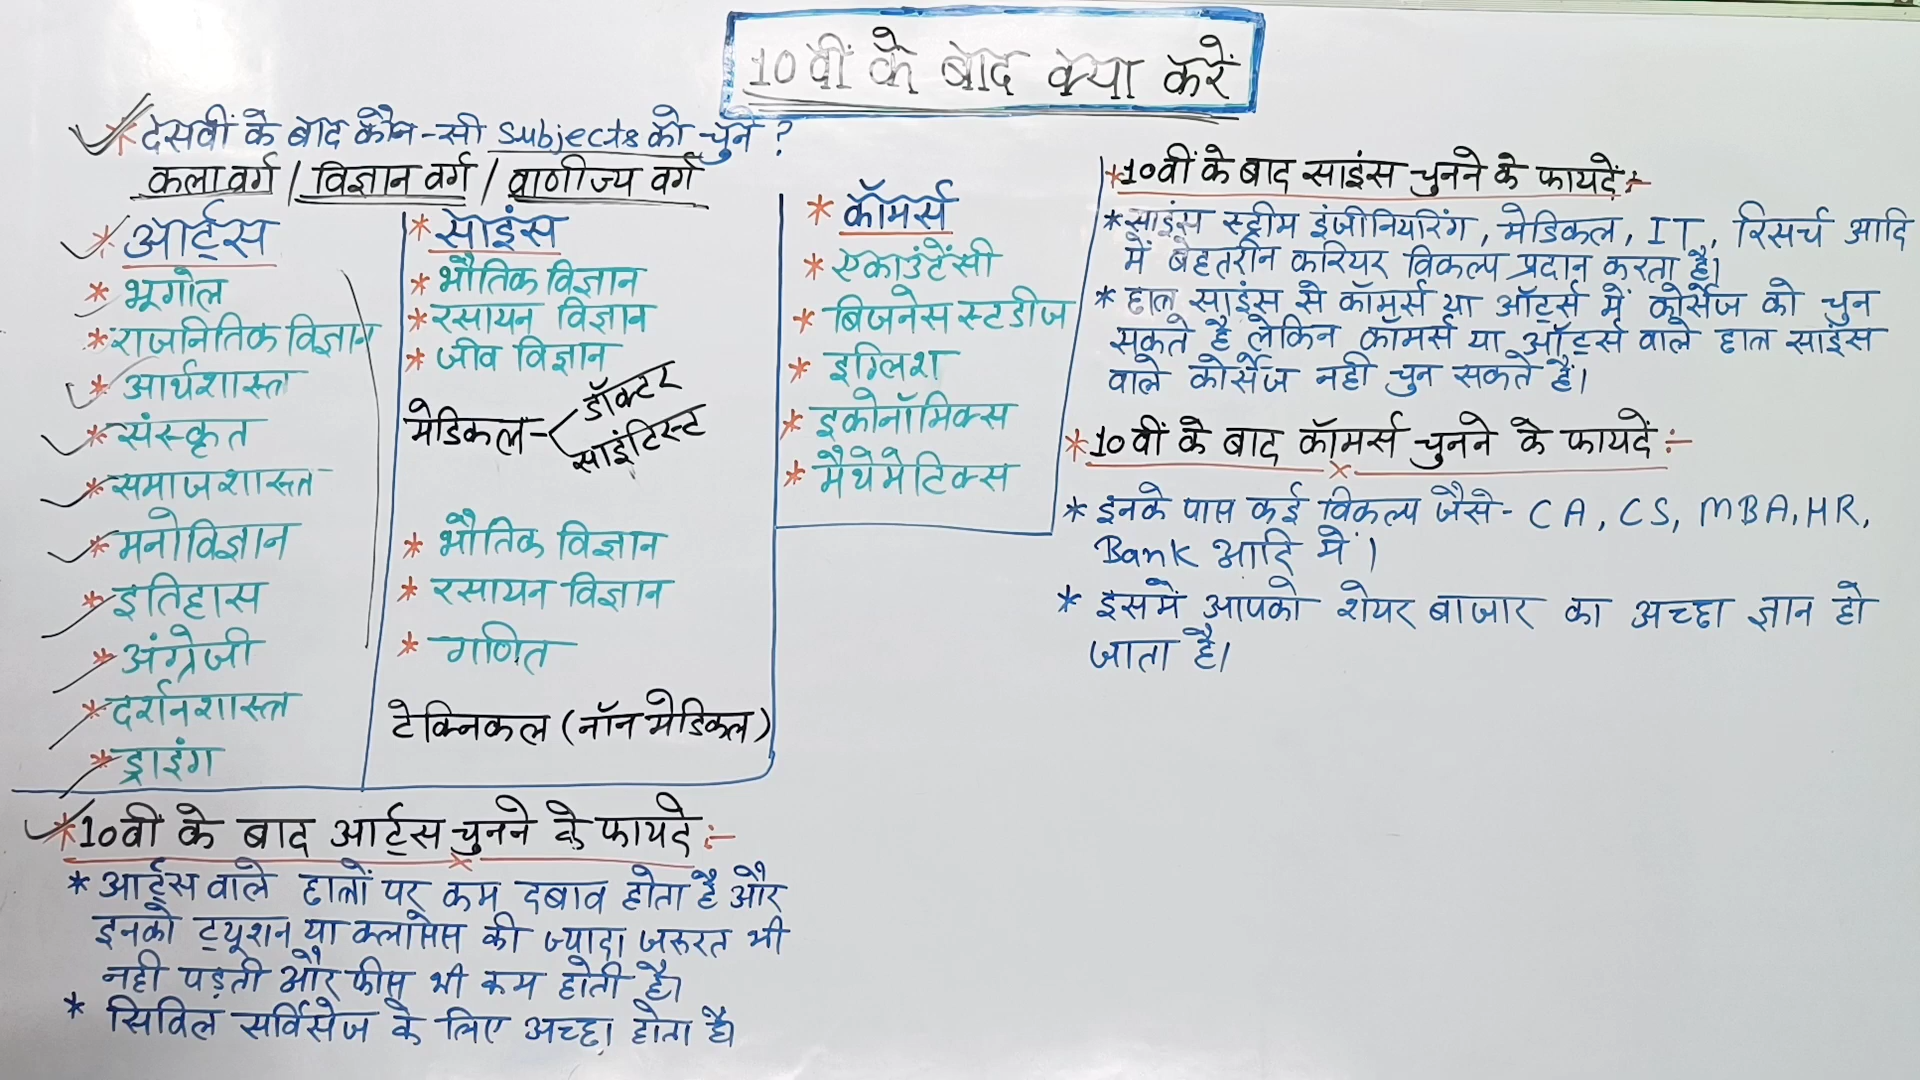 10वीं के बाद क्या करें
* दसवीं के बाद कौन-सी Subjects को चुने ?
कला वर्ग / विज्ञान वर्ग / वाणीज्य वर्ग
* आर्ट्स
* भूगोल
* राजनितिक विज्ञान
* आर्थशास्त्र
* संस्कृत
* समाजशास्त्र
* मनोविज्ञान
* इतिहास
* अंग्रेजी
* दर्शनशास्त्र
* ड्राइंग
* साइंस
* भौतिक विज्ञान
* रसायन विज्ञान
* जीव विज्ञान
मेडिकल- डॉक्टर
साइंटिस्ट
* भौतिक विज्ञान
* रसायन विज्ञान
* गणित
टेक्निकल (नॉन मेडिकल)
* कॉमर्स
* एकाउंटेंसी
* बिजनेस स्टडीज
* इग्लिश
* इकोनॉमिक्स
* मैथेमेटिक्स
* 10वीं के बाद आर्ट्स चुनने के फायदे :-
* आर्ट्स वाले छात्रों पर कम दबाव होता है और
इनको ट्यूशन या क्लासेस की ज्यादा जरुरत भी
नही पड़ती और फीस भी कम होती है।
* सिविल सर्विसेज के लिए अच्छा होता है।
* 10वीं के बाद साइंस चुनने के फायदें :-
* साइंस स्ट्रीम इंजीनियरिंग, मेडिकल, IT, रिसर्च आदि
में बेहतरीन करियर विकल्प प्रदान करता है।
* छात्र साइंस से कॉमर्स या ऑर्ट्स में कोर्सेज को चुन
सकते है लेकिन कॉमर्स या ऑर्ट्स वाले छात्र साइंस
वाले कोर्सेज नही चुन सकते हैं।
* 10वीं के बाद कॉमर्स चुनने के फायदें :-
* इनके पास कई विकल्प जैसे- CA, CS, MBA, HR,
Bank आदि में।
* इसमें आपको शेयर बाजार का अच्छा ज्ञान हो
जाता है।